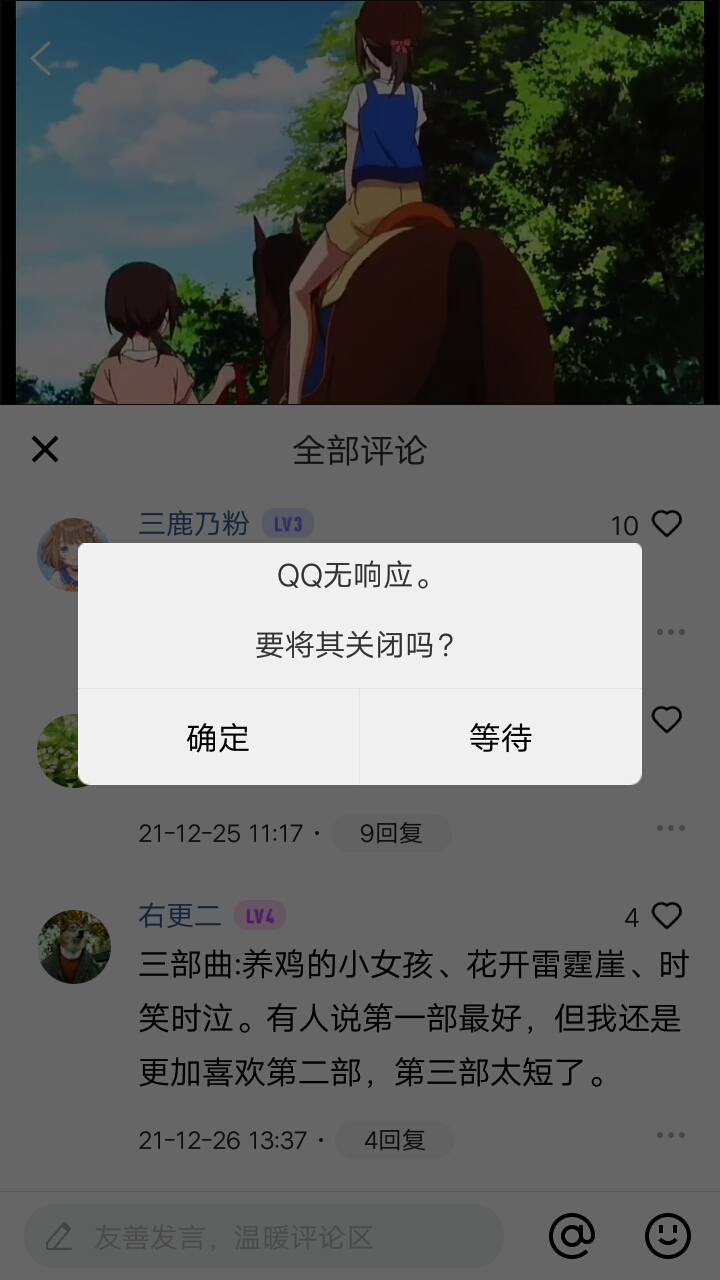 全部评论
三鹿乃粉 LV3 10
QQ无响应。
要将其关闭吗?
确定 等待
21-12-25 11:17 · 9回复
右更二 LV4 4
三部曲:养鸡的小女孩、花开雷霆崖、时
笑时泣。有人说第一部最好，但我还是
更加喜欢第二部，第三部太短了。
21-12-26 13:37 · 4回复
友善发言，温暖评论区